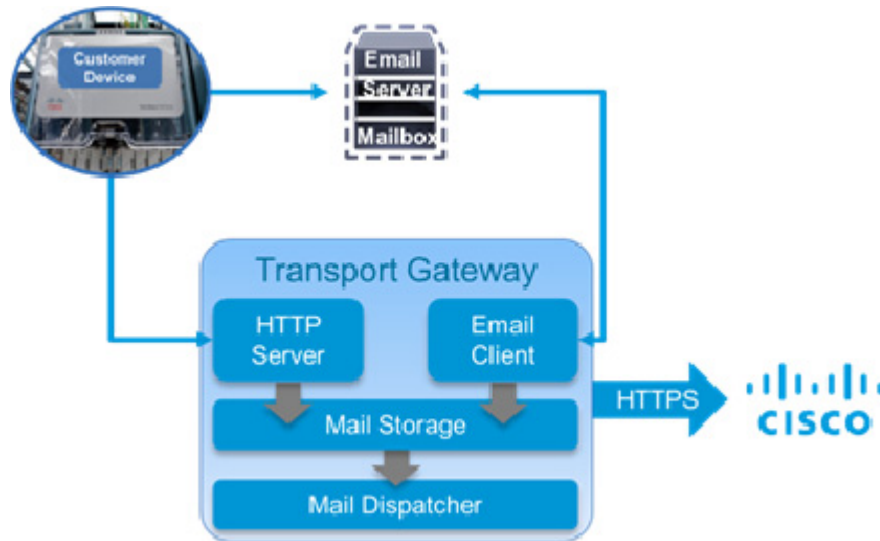 Customer
Device
Email
Server
Mailbox
Transport Gateway
HTTP
Server
Email
Client
HTTPS
CISCO
Mail Storage
Mail Dispatcher